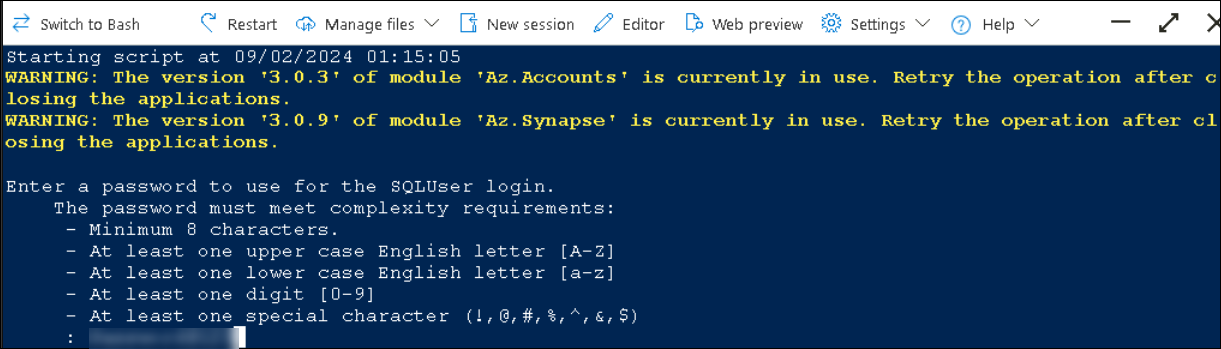 Switch to Bash Restart Manage files New session Editor Web preview Settings Help
Starting script at 09/02/2024 01:15:05
WARNING: The version '3.0.3' of module 'Az.Accounts' is currently in use. Retry the operation after c
losing the applications.
WARNING: The version '3.0.9' of module 'Az.Synapse' is currently in use. Retry the operation after cl
osing the applications.
Enter a password to use for the SQLUser login.
The password must meet complexity requirements:
- Minimum 8 characters.
- At least one upper case English letter [A-Z]
- At least one lower case English letter [a-z]
- At least one digit [0-9]
- At least one special character (!,@,#,%,^,&,$)
: